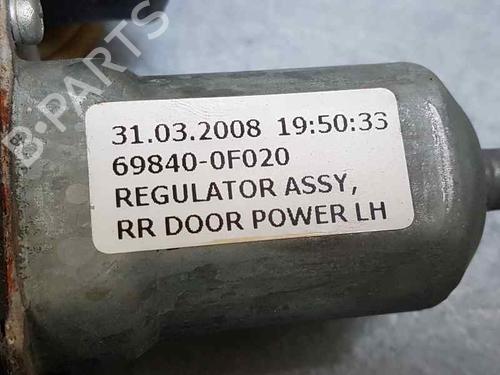 B-PARTS
31.03.2008 19:50:33
69840-0F020
REGULATOR ASSY,
RR DOOR POWER LH